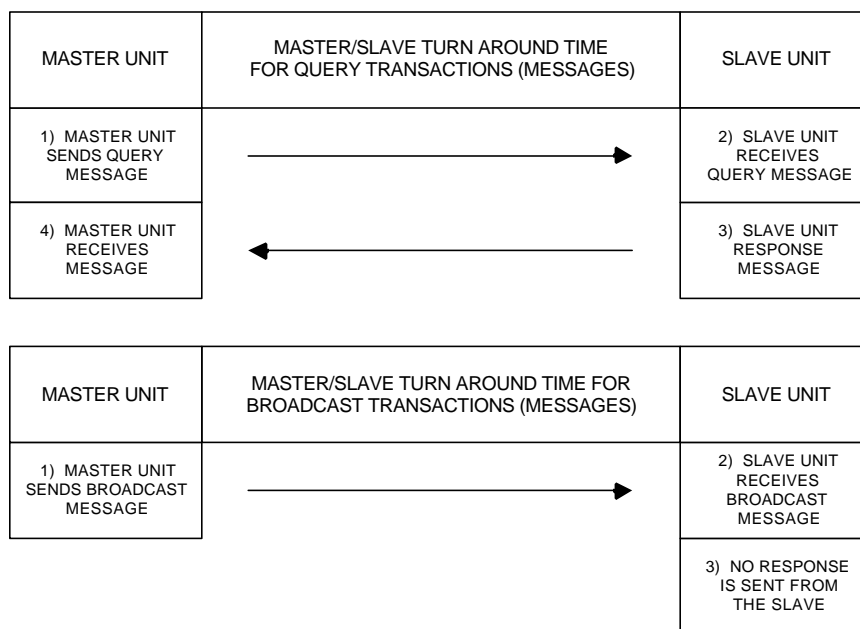 MASTER UNIT
MASTER/SLAVE TURN AROUND TIME
FOR QUERY TRANSACTIONS (MESSAGES)
SLAVE UNIT
1) MASTER UNIT
SENDS QUERY
MESSAGE
2) SLAVE UNIT
RECEIVES
QUERY MESSAGE
4) MASTER UNIT
RECEIVES
MESSAGE
3) SLAVE UNIT
RESPONSE
MESSAGE
MASTER UNIT
MASTER/SLAVE TURN AROUND TIME FOR
BROADCAST TRANSACTIONS (MESSAGES)
SLAVE UNIT
1) MASTER UNIT
SENDS BROADCAST
MESSAGE
2) SLAVE UNIT
RECEIVES
BROADCAST
MESSAGE
3) NO RESPONSE
IS SENT FROM
THE SLAVE